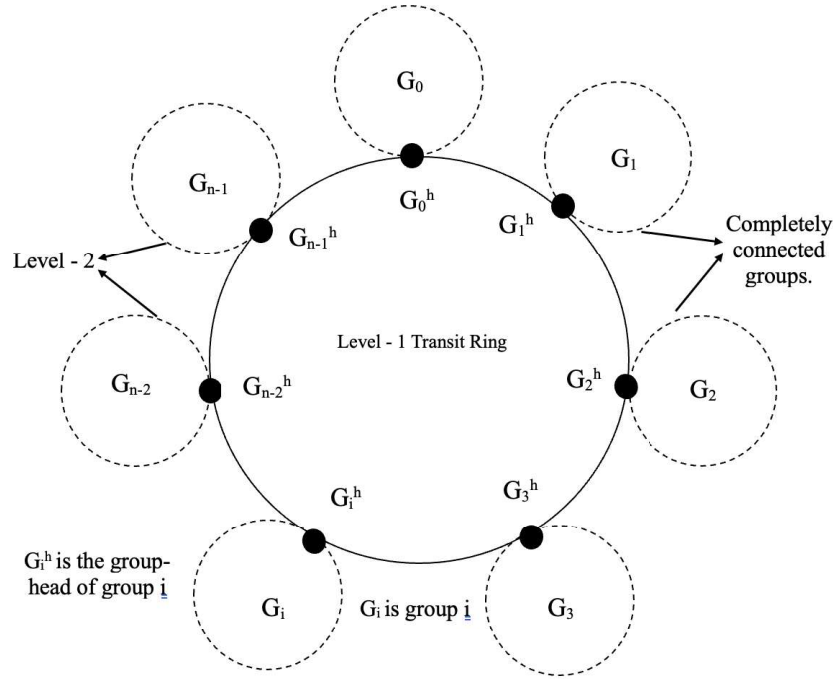 G₀
G₁
Gₙ₋₁
G₀ʰ
G₁ʰ
Gₙ₋₁ʰ
Completely
connected
groups.
Level - 2
Level - 1 Transit Ring
Gₙ₋₂
Gₙ₋₂ʰ
G₂ʰ
G₂
Gᵢʰ
G₃ʰ
Gᵢʰ is the group-
head of group i
Gᵢ
Gᵢ is group i
G₃